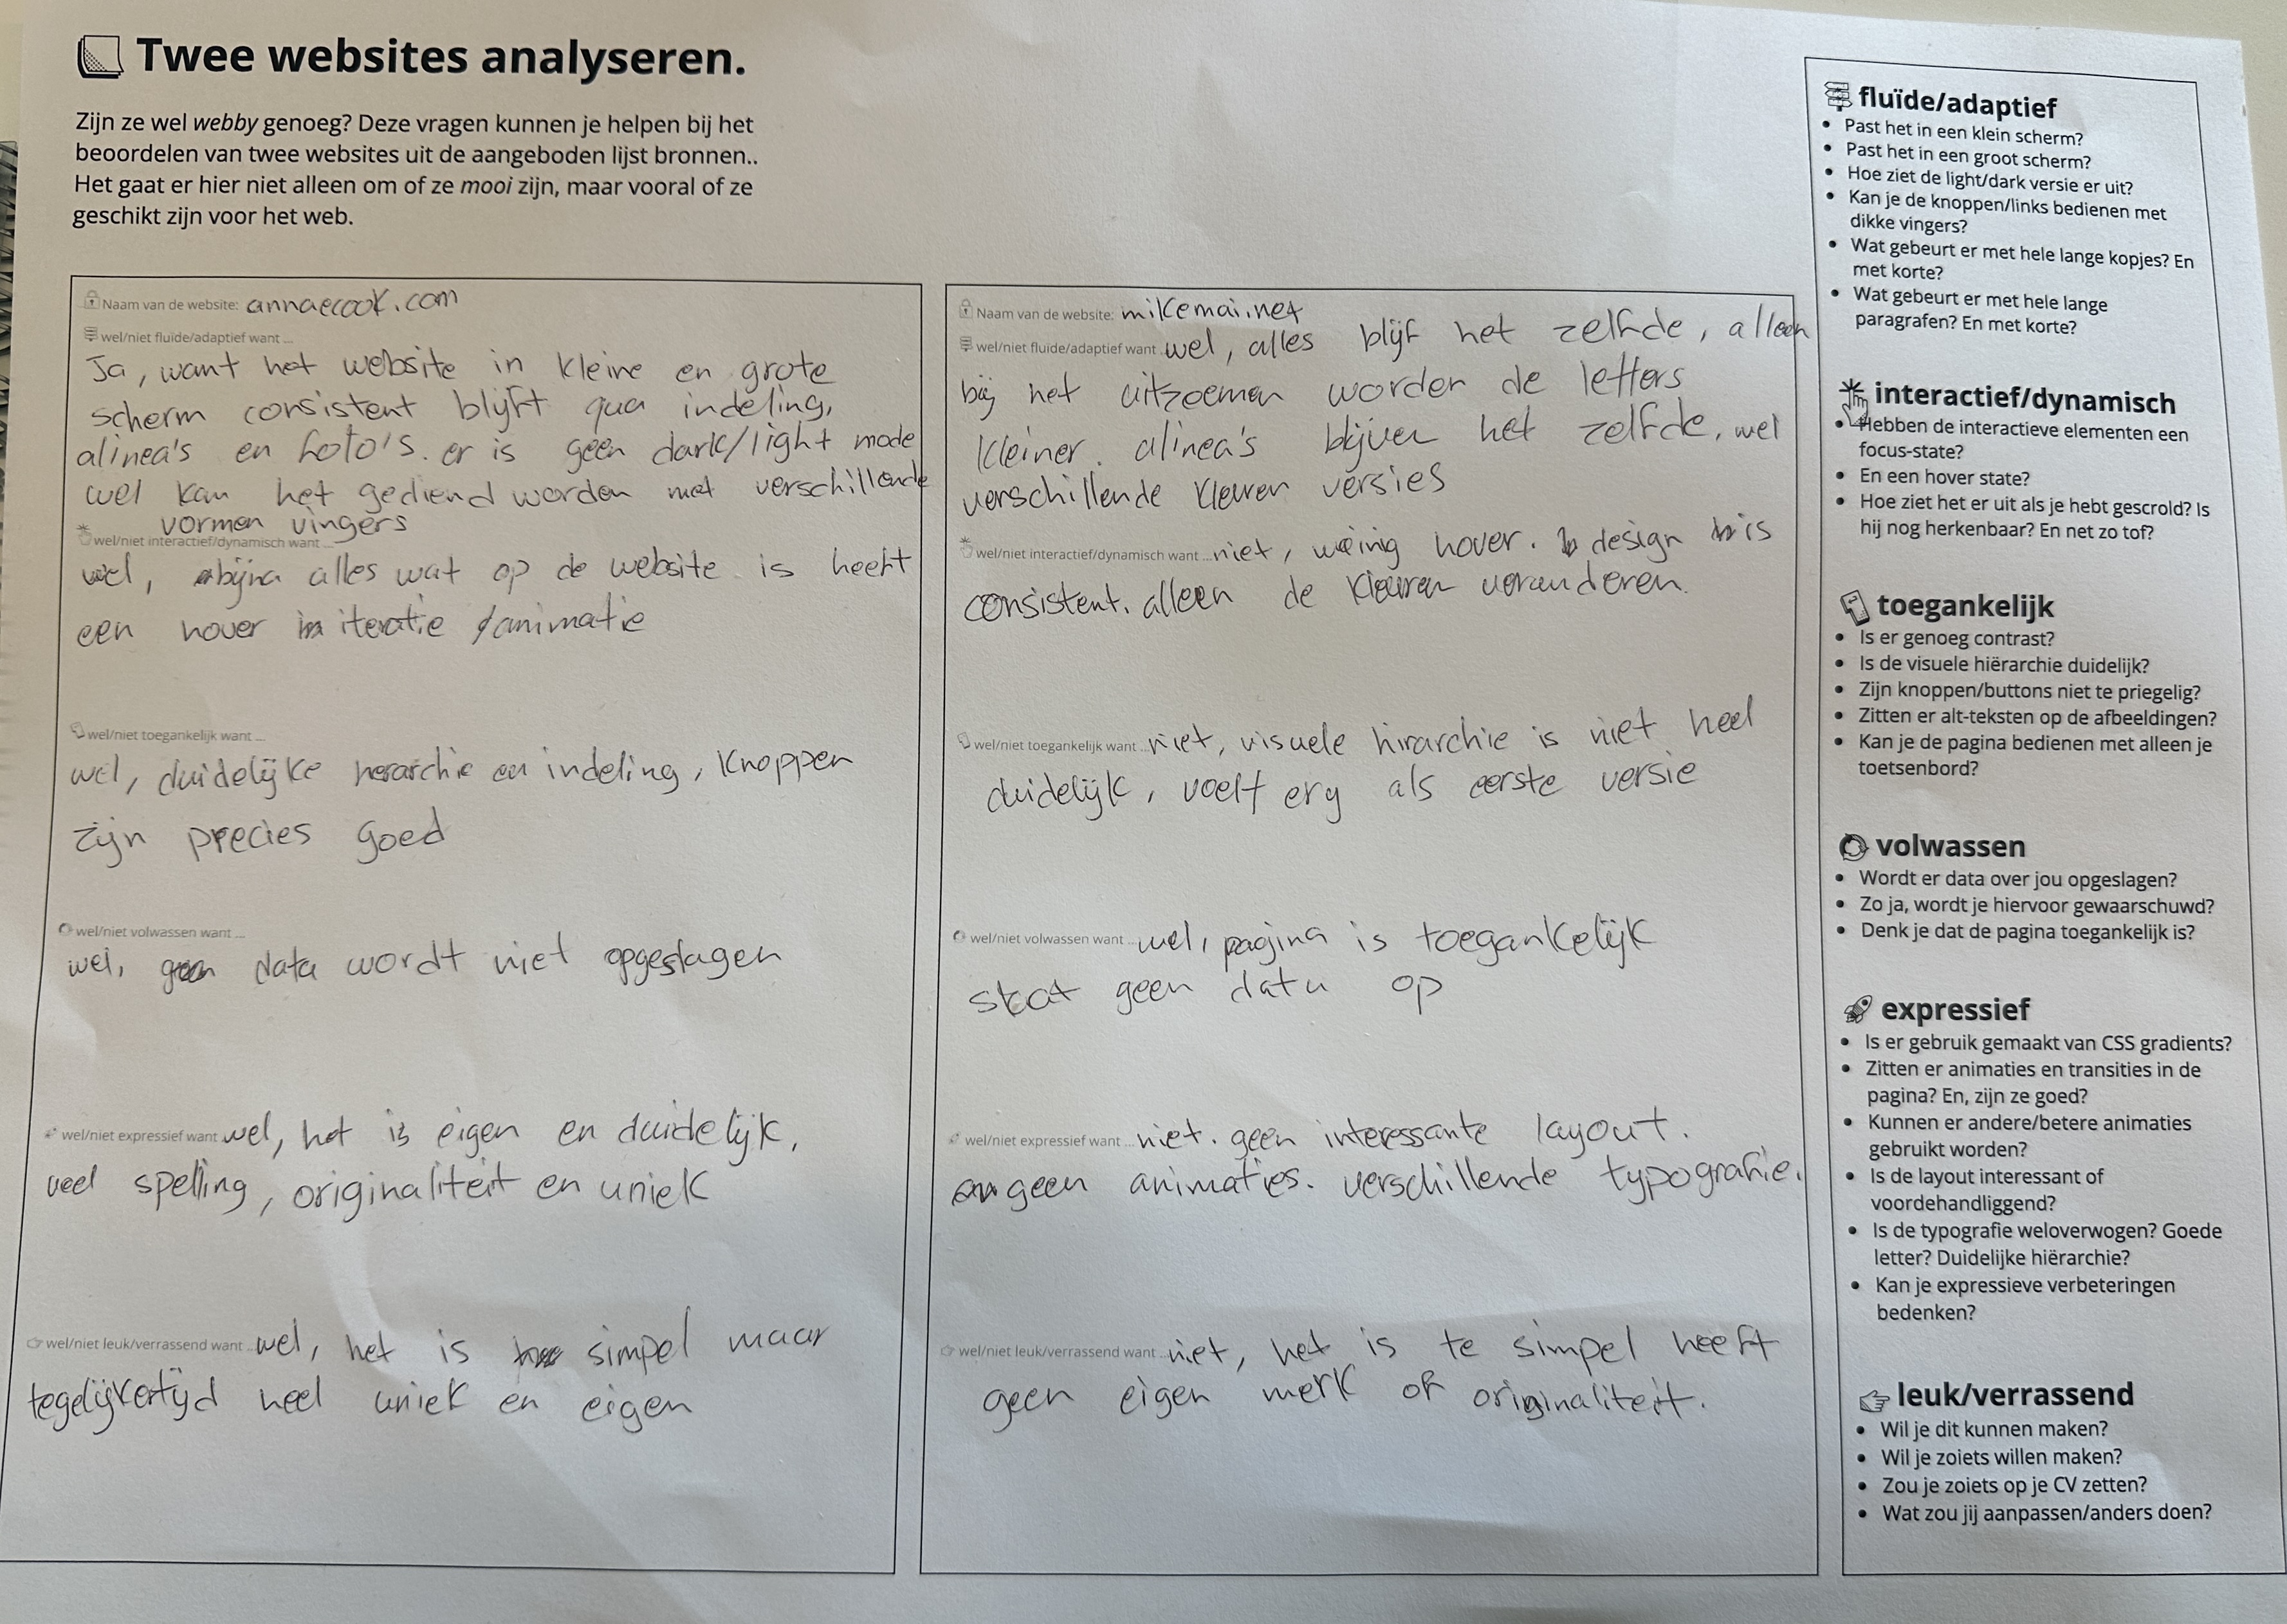 Twee websites analyseren.
Zijn ze wel webby genoeg? Deze vragen kunnen je helpen bij het
beoordelen van twee websites uit de aangeboden lijst bronnen..
Het gaat er hier niet alleen om of ze mooi zijn, maar vooral of ze
geschikt zijn voor het web.
Naam van de website: annaecook.com
wel/niet fluïde/adaptief want ...
Ja, want het website in kleine en grote
scherm consistent blijft qua indeling,
alinea's en foto's. er is geen dark/light mode
wel kan het gediend worden met verschillende
vormen vingers
wel/niet interactief/dynamisch want ...
wel, bijna alles wat op de website is heeft
een hover iteratie /animatie
wel/niet toegankelijk want ...
wel, duidelijke herarchie en indeling, knoppen
zijn precies goed
wel/niet volwassen want ...
wel, data wordt niet opgeslagen
wel/niet expressief want wel, het is eigen en duidelijk,
veel spelling, originaliteit en uniek
wel/niet leuk/verrassend want ... wel, het is simpel maar
tegelijkertijd heel uniek en eigen
Naam van de website: mikemai.net
wel/niet fluïde/adaptief want ... wel, alles blijf het zelfde, alleen
bij het uitzoemen worden de letters
kleiner. alinea's blijven het zelfde. wel
verschillende kleuren versies
wel/niet interactief/dynamisch want ... niet, weinig hover. design is
consistent. alleen de kleuren veranderen.
wel/niet toegankelijk want ... niet, visuele hirarchie is niet heel
duidelijk, voelt erg als eerste versie
wel/niet volwassen want ... wel, pagina is toegankelijk
slaat geen data op
wel/niet expressief want ... niet. geen interessante layout.
geen animaties. verschillende typografie.
wel/niet leuk/verrassend want ... niet, het is te simpel heeft
geen eigen merk of originaliteit.
fluïde/adaptief
• Past het in een klein scherm?
• Past het in een groot scherm?
• Hoe ziet de light/dark versie er uit?
• Kan je de knoppen/links bedienen met
dikke vingers?
• Wat gebeurt er met hele lange kopjes? En
met korte?
• Wat gebeurt er met hele lange
paragrafen? En met korte?
interactief/dynamisch
• Hebben de interactieve elementen een
focus-state?
• En een hover state?
• Hoe ziet het er uit als je hebt gescrold? Is
hij nog herkenbaar? En net zo tof?
toegankelijk
• Is er genoeg contrast?
• Is de visuele hiërarchie duidelijk?
• Zijn knoppen/buttons niet te priegelig?
• Zitten er alt-teksten op de afbeeldingen?
• Kan je de pagina bedienen met alleen je
toetsenbord?
volwassen
• Wordt er data over jou opgeslagen?
• Zo ja, wordt je hiervoor gewaarschuwd?
• Denk je dat de pagina toegankelijk is?
expressief
• Is er gebruik gemaakt van CSS gradients?
• Zitten er animaties en transities in de
pagina? En, zijn ze goed?
• Kunnen er andere/betere animaties
gebruikt worden?
• Is de layout interessant of
voordehandliggend?
• Is de typografie weloverwogen? Goede
letter? Duidelijke hiërarchie?
• Kan je expressieve verbeteringen
bedenken?
leuk/verrassend
• Wil je dit kunnen maken?
• Wil je zoiets willen maken?
• Zou je zoiets op je CV zetten?
• Wat zou jij aanpassen/anders doen?